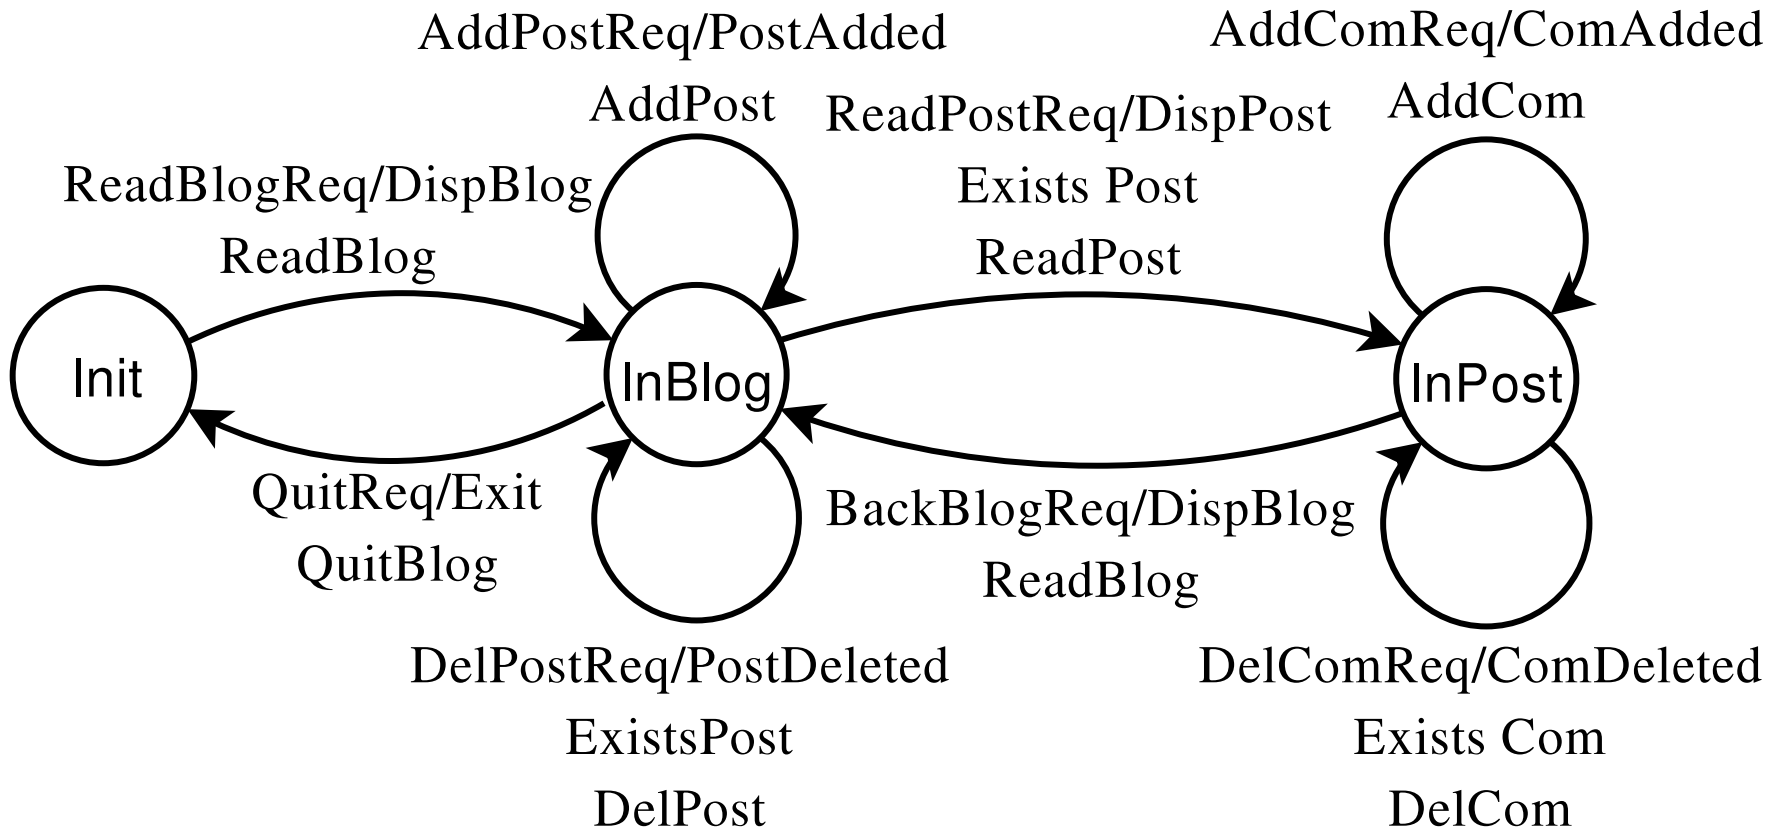 AddPostReq/PostAdded
AddPost
AddComReq/ComAdded
AddCom
ReadBlogReq/DispBlog
ReadBlog
ReadPostReq/DispPost
Exists Post
ReadPost
Init
InBlog
InPost
QuitReq/Exit
QuitBlog
BackBlogReq/DispBlog
ReadBlog
DelPostReq/PostDeleted
ExistsPost
DelPost
DelComReq/ComDeleted
Exists Com
DelCom